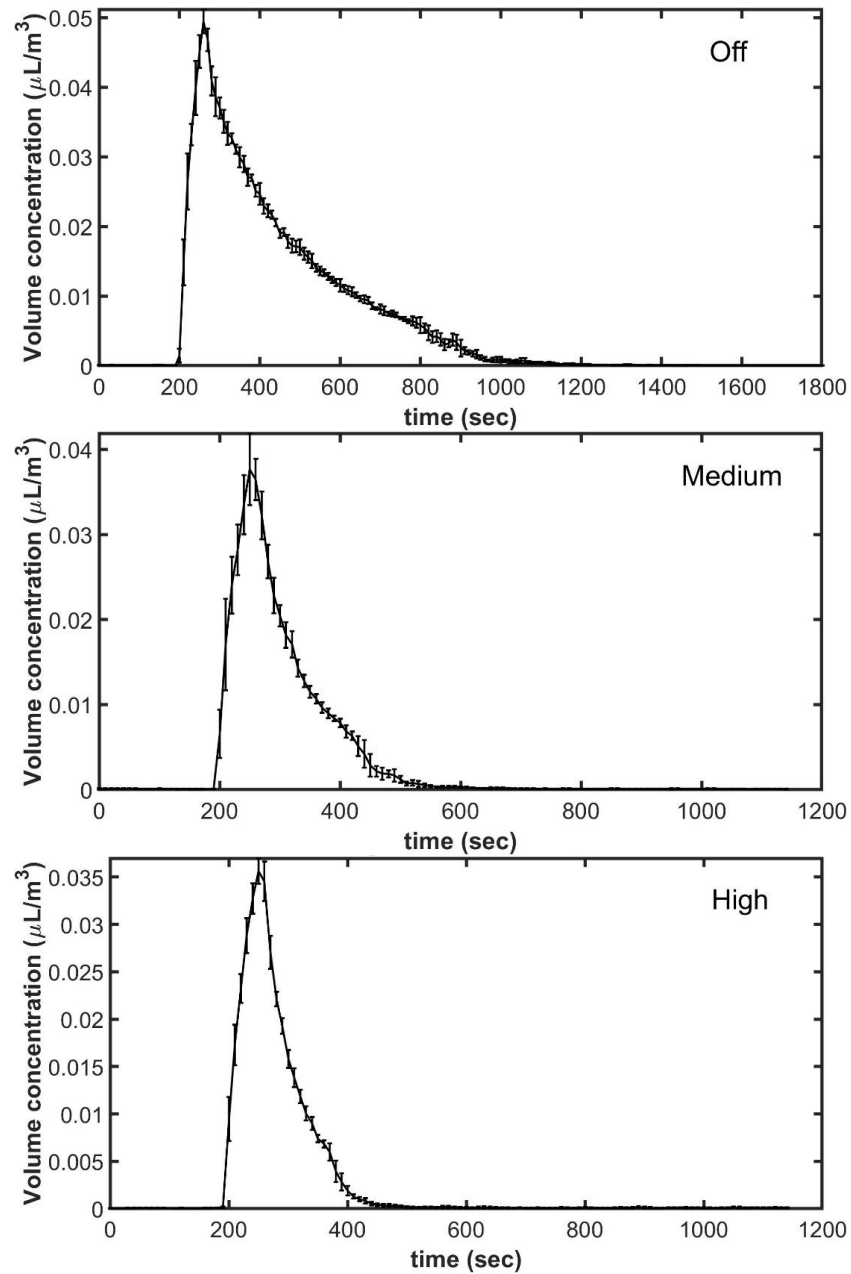 Off
Volume concentration (μL/m³)
0.05
0.04
0.03
0.02
0.01
0
0 200 400 600 800 1000 1200 1400 1600 1800
time (sec)
Medium
Volume concentration (μL/m³)
0.04
0.03
0.02
0.01
0
0 200 400 600 800 1000 1200
time (sec)
High
Volume concentration (μL/m³)
0.035
0.03
0.025
0.02
0.015
0.01
0.005
0
0 200 400 600 800 1000 1200
time (sec)